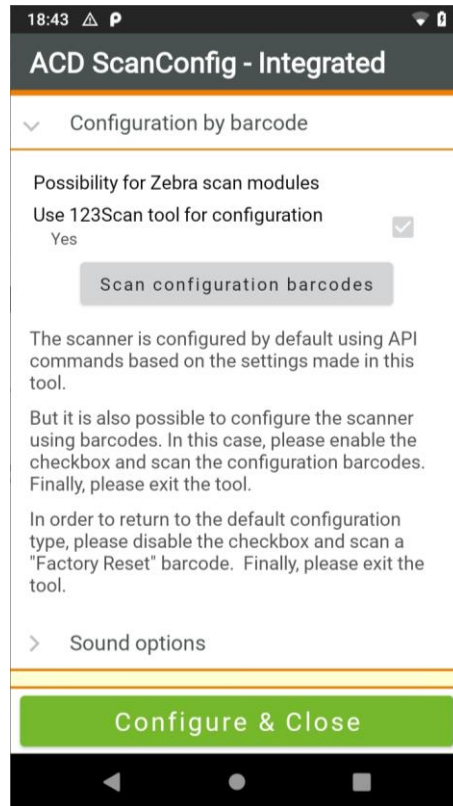 18:43
ACD ScanConfig - Integrated
Configuration by barcode
Possibility for Zebra scan modules
Use 123Scan tool for configuration
Yes
Scan configuration barcodes
The scanner is configured by default using API
commands based on the settings made in this
tool.
But it is also possible to configure the scanner
using barcodes. In this case, please enable the
checkbox and scan the configuration barcodes.
Finally, please exit the tool.
In order to return to the default configuration
type, please disable the checkbox and scan a
"Factory Reset" barcode.  Finally, please exit the
tool.
Sound options
Configure & Close